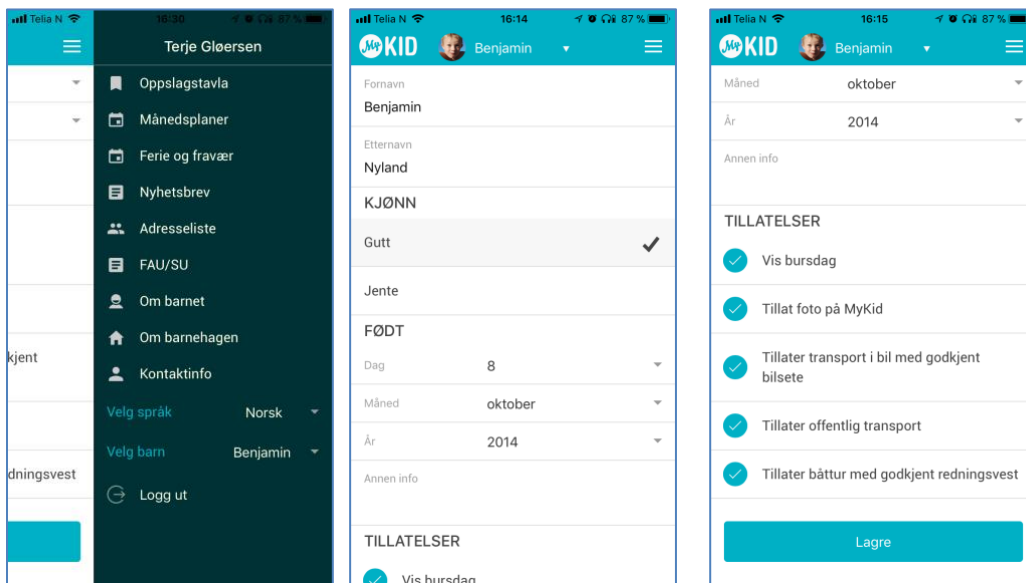 Telia N
16:30
87 %
Terje Gløersen
Oppslagstavla
Månedsplaner
Ferie og fravær
Nyhetsbrev
Adresseliste
FAU/SU
Om barnet
Om barnehagen
kjent
Kontaktinfo
Velg språk Norsk
Velg barn Benjamin
dningsvest
Logg ut
Telia N 16:14 87 %
My KID Benjamin
Fornavn
Benjamin
Etternavn
Nyland
KJØNN
Gutt
Jente
FØDT
Dag 8
Måned oktober
År 2014
Annen info
TILLATELSER
Vis bursdag
Telia N 16:15 87 %
My KID Benjamin
Måned oktober
År 2014
Annen info
TILLATELSER
Vis bursdag
Tillat foto på MyKid
Tillater transport i bil med godkjent
bilsete
Tillater offentlig transport
Tillater båttur med godkjent redningsvest
Lagre